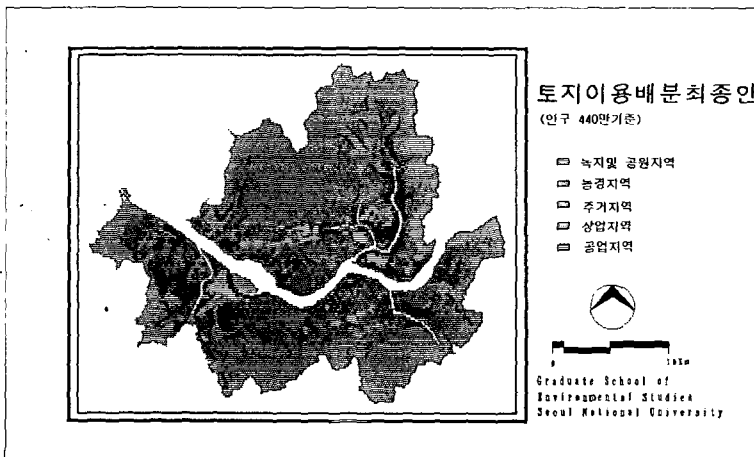 토지이용배분최종안
(인구 440만기준)
녹지및 공원지역
농경지역
주거지역
상업지역
공업지역
0 10Km
Graduate School of
Environmental Studies
Seoul National University